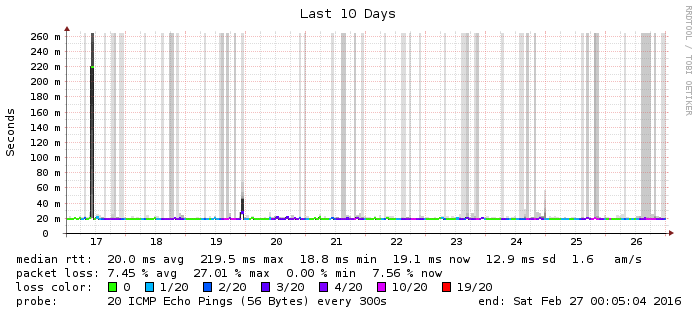 Last 10 Days
RRDTOOL / TOBI OETIKER
Seconds
260 m
240 m
220 m
200 m
180 m
160 m
140 m
120 m
100 m
80 m
60 m
40 m
20 m
0
17 18 19 20 21 22 23 24 25 26
median rtt: 20.0 ms avg 219.5 ms max 18.8 ms min 19.1 ms now 12.9 ms sd 1.6 am/s
packet loss: 7.45 % avg 27.01 % max 0.00 % min 7.56 % now
loss color: 0 1/20 2/20 3/20 4/20 10/20 19/20
probe: 20 ICMP Echo Pings (56 Bytes) every 300s end: Sat Feb 27 00:05:04 2016